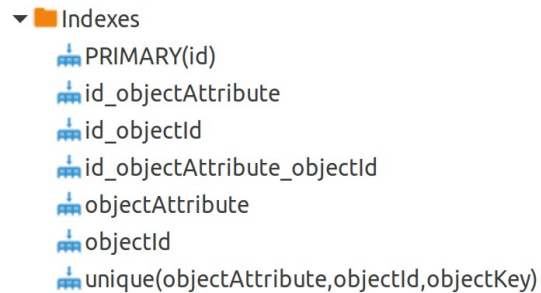 Indexes
PRIMARY(id)
id_objectAttribute
id_objectId
id_objectAttribute_objectId
objectAttribute
objectId
unique(objectAttribute,objectId,objectKey)